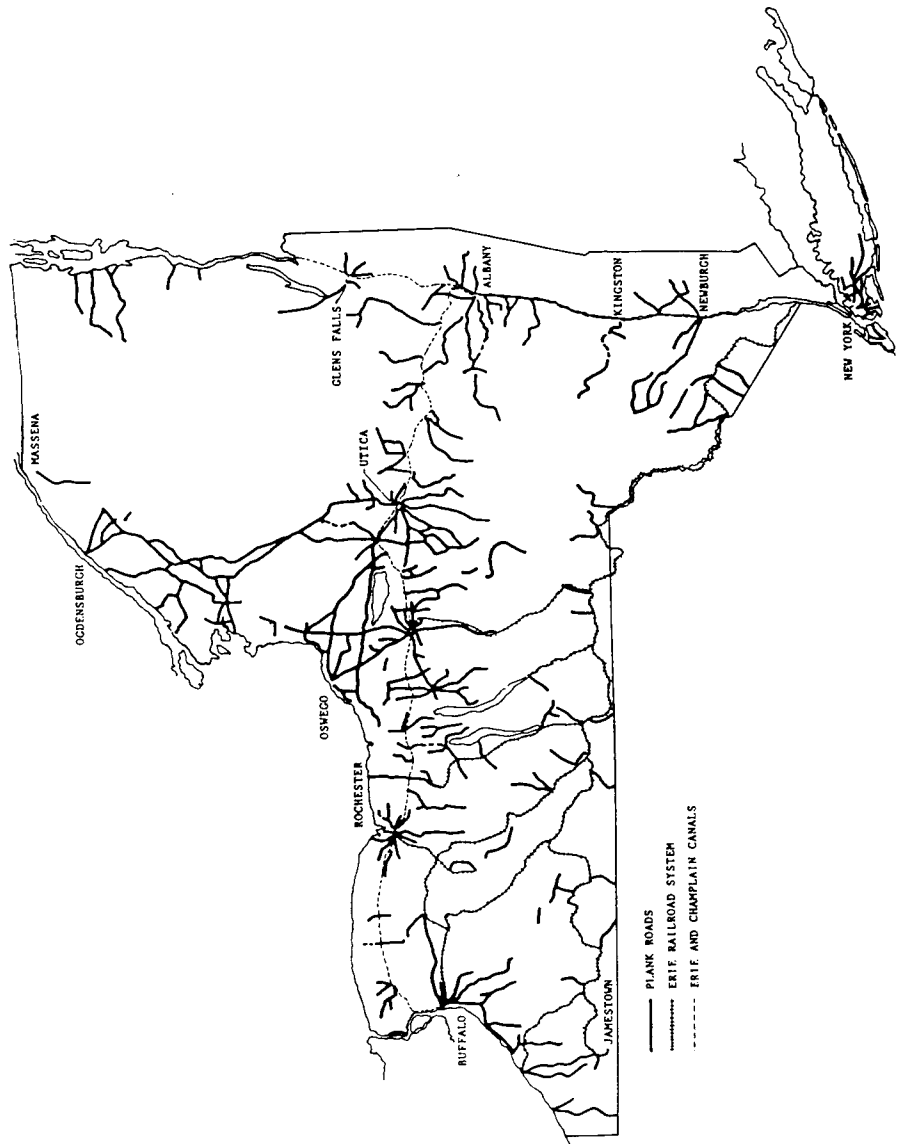 MASSENA
OGDENSBURGH
GLENS FALLS
UTICA
ALBANY
OSWEGO
ROCHESTER
KINGSTON
NEWBURGH
NEW YORK
BUFFALO
JAMESTOWN
PLANK ROADS
ERIE RAILROAD SYSTEM
ERIE AND CHAMPLAIN CANALS